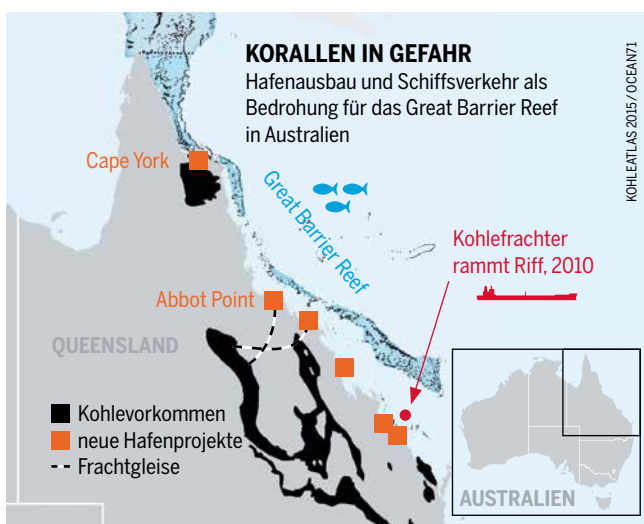 KORALLEN IN GEFAHR
Hafenausbau und Schiffsverkehr als
Bedrohung für das Great Barrier Reef
in Australien
KOHLEATLAS 2015 / OCEAN71
Cape York
Great Barrier Reef
Kohlefrachter
rammt Riff, 2010
Abbot Point
QUEENSLAND
Kohlevorkommen
neue Hafenprojekte
Frachtgleise
AUSTRALIEN